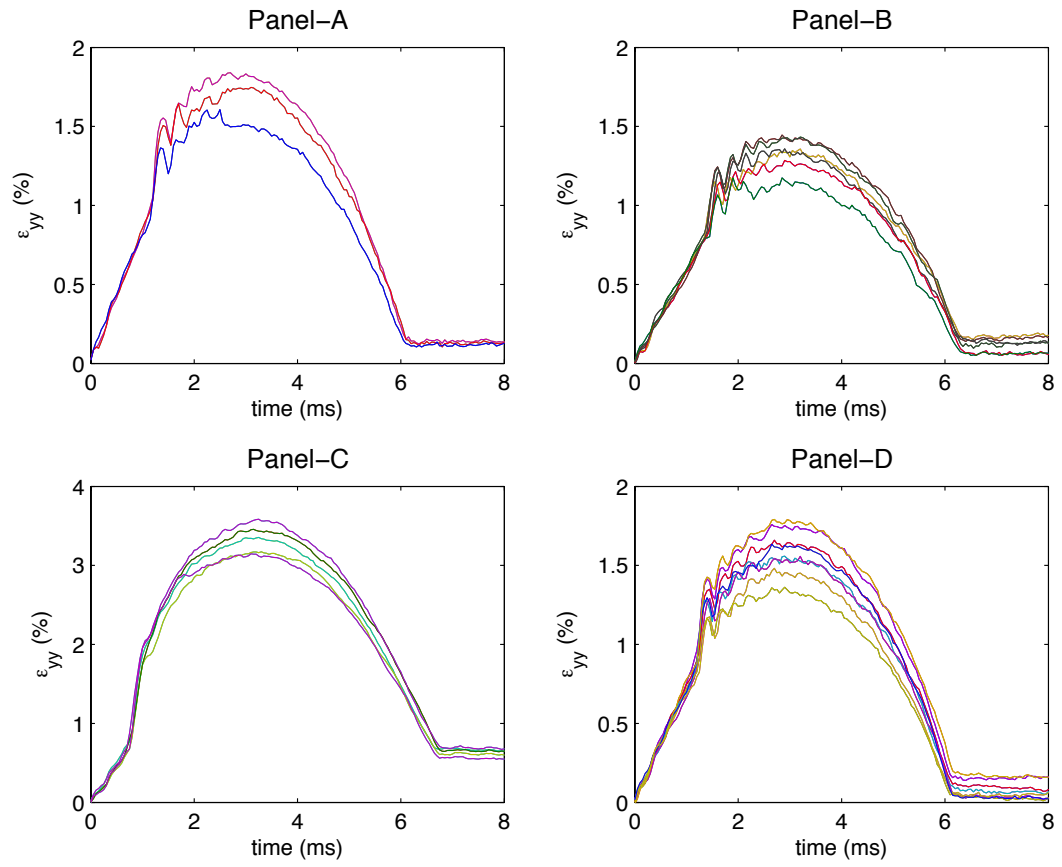 Panel−A
2
1.5
1
0.5
0
ε_yy (%)
0 2 4 6 8
time (ms)
Panel−B
2
1.5
1
0.5
0
ε_yy (%)
0 2 4 6 8
time (ms)
Panel−C
4
3
2
1
0
ε_yy (%)
0 2 4 6 8
time (ms)
Panel−D
2
1.5
1
0.5
0
ε_yy (%)
0 2 4 6 8
time (ms)